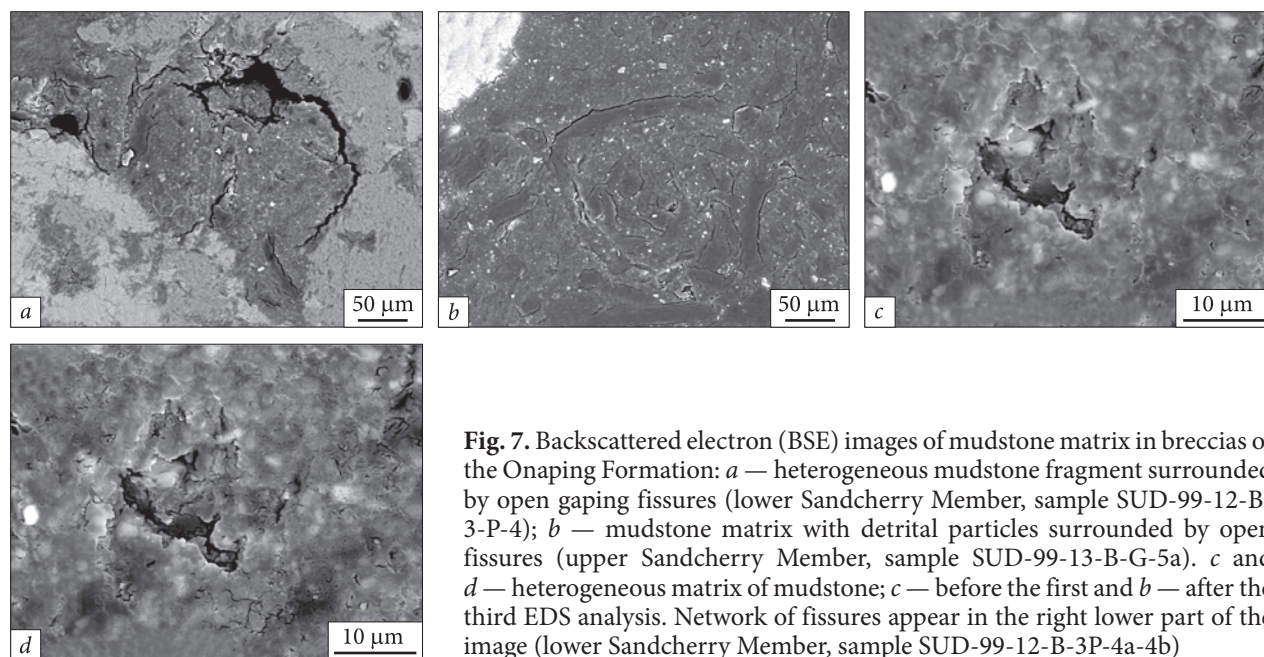 a
50 μm
b
50 μm
c
10 μm
d
10 μm
Fig. 7. Backscattered electron (BSE) images of mudstone matrix in breccias of
the Onaping Formation: a — heterogeneous mudstone fragment surrounded
by open gaping fissures (lower Sandcherry Member, sample SUD-99-12-B-
3-P-4); b — mudstone matrix with detrital particles surrounded by open
fissures (upper Sandcherry Member, sample SUD-99-13-B-G-5a). c and
d — heterogeneous matrix of mudstone; c — before the first and b — after the
third EDS analysis. Network of fissures appear in the right lower part of the
image (lower Sandcherry Member, sample SUD-99-12-B-3P-4a-4b)